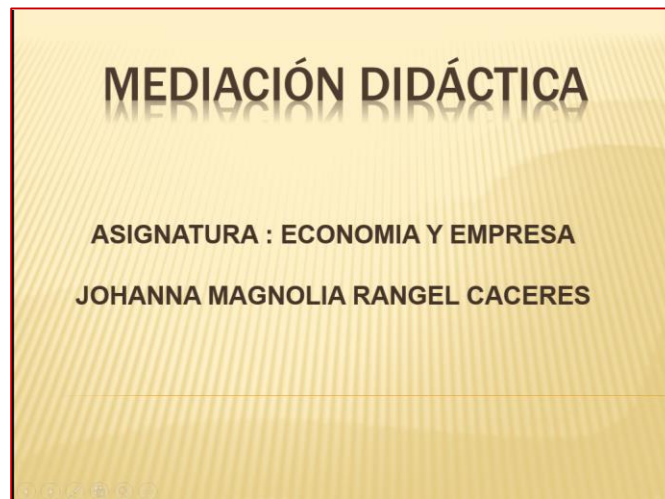 MEDIACIÓN DIDÁCTICA
ASIGNATURA : ECONOMIA Y EMPRESA
JOHANNA MAGNOLIA RANGEL CACERES